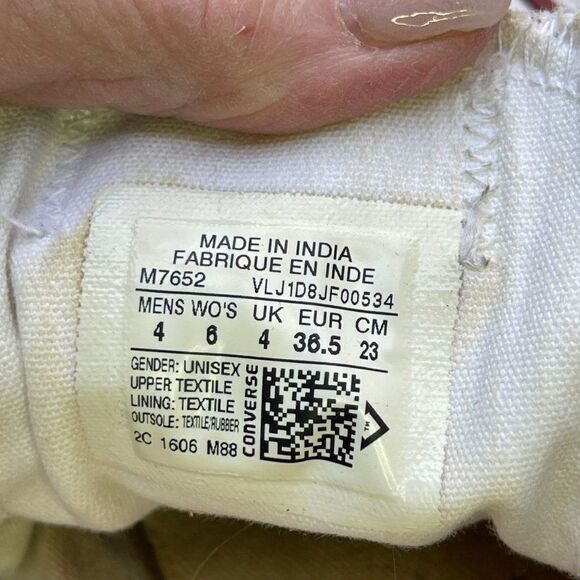 MADE IN INDIA
FABRIQUE EN INDE
M7652 VLJ1D8JF00534
MENS WO'S UK EUR CM
4 6 4 36.5 23
GENDER: UNISEX
UPPER TEXTILE
LINING: TEXTILE
OUTSOLE: TEXTILE/RUBBER
2C 1606 M88
CONVERSE
TM